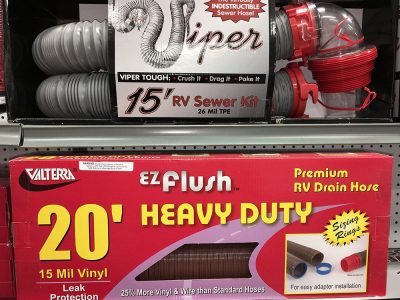 INDESTRUCTIBLE
Sewer Hose!
Viper
VIPER TOUGH: Crush It - Drag It - Poke It
15' RV Sewer Kit
26 Mil TPE
VALTERRA
EZ Flush™
Premium
RV Drain Hose
20' HEAVY DUTY
Sizing
Rings
15 Mil Vinyl
Leak
Protection
25% More Vinyl & Wire than Standard Hoses
For easy adapter installation